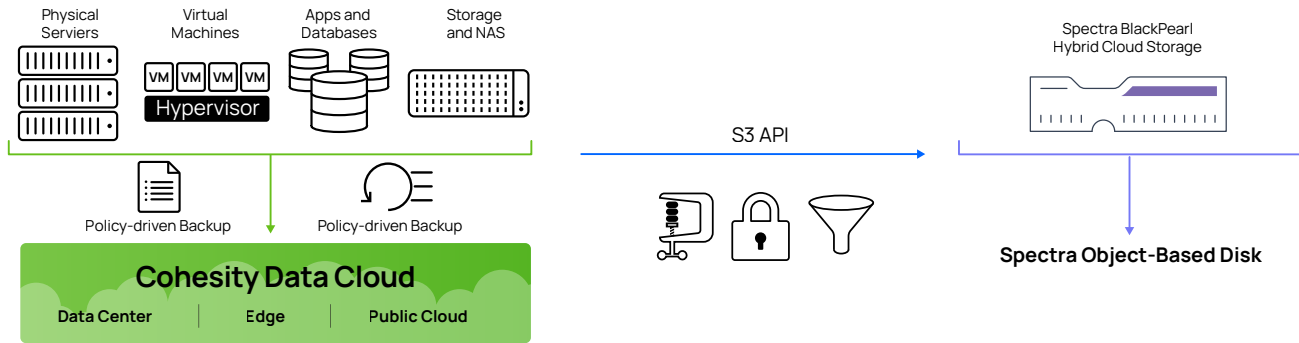 Physical
Serviers
Virtual
Machines
Apps and
Databases
Storage
and NAS
VM VM VM VM
Hypervisor
Policy-driven Backup
Policy-driven Backup
Cohesity Data Cloud
Data Center
Edge
Public Cloud
S3 API
Spectra BlackPearl
Hybrid Cloud Storage
Spectra Object-Based Disk